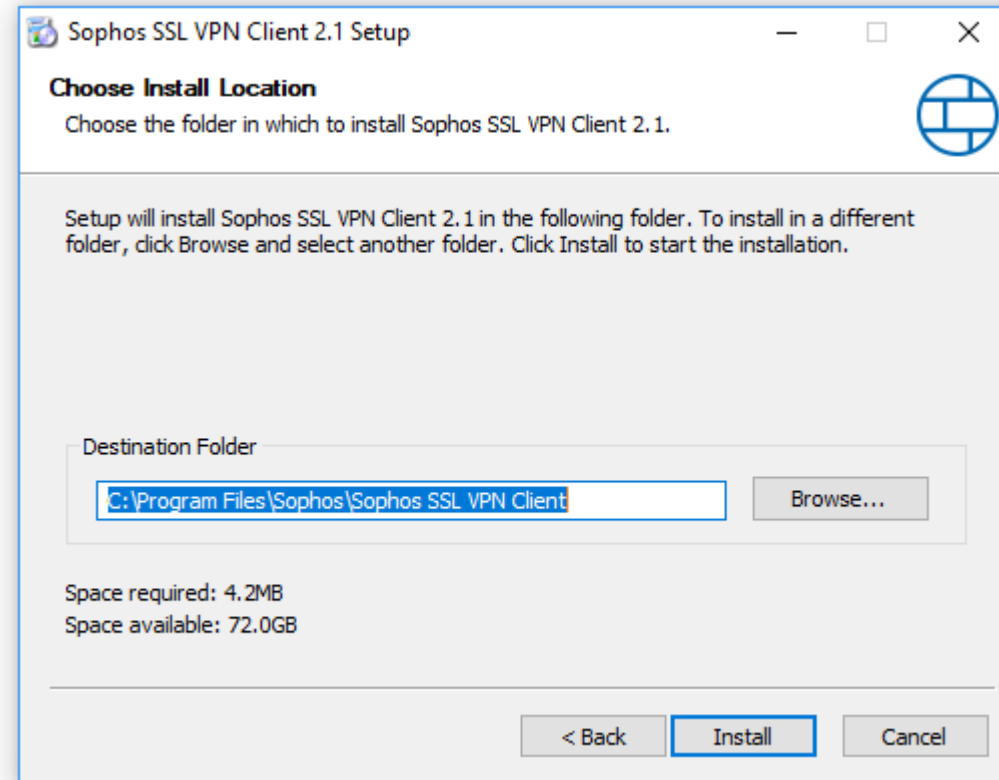 Sophos SSL VPN Client 2.1 Setup
Choose Install Location
Choose the folder in which to install Sophos SSL VPN Client 2.1.
Setup will install Sophos SSL VPN Client 2.1 in the following folder. To install in a different
folder, click Browse and select another folder. Click Install to start the installation.
Destination Folder
C:\Program Files\Sophos\Sophos SSL VPN Client
Browse...
Space required: 4.2MB
Space available: 72.0GB
< Back
Install
Cancel